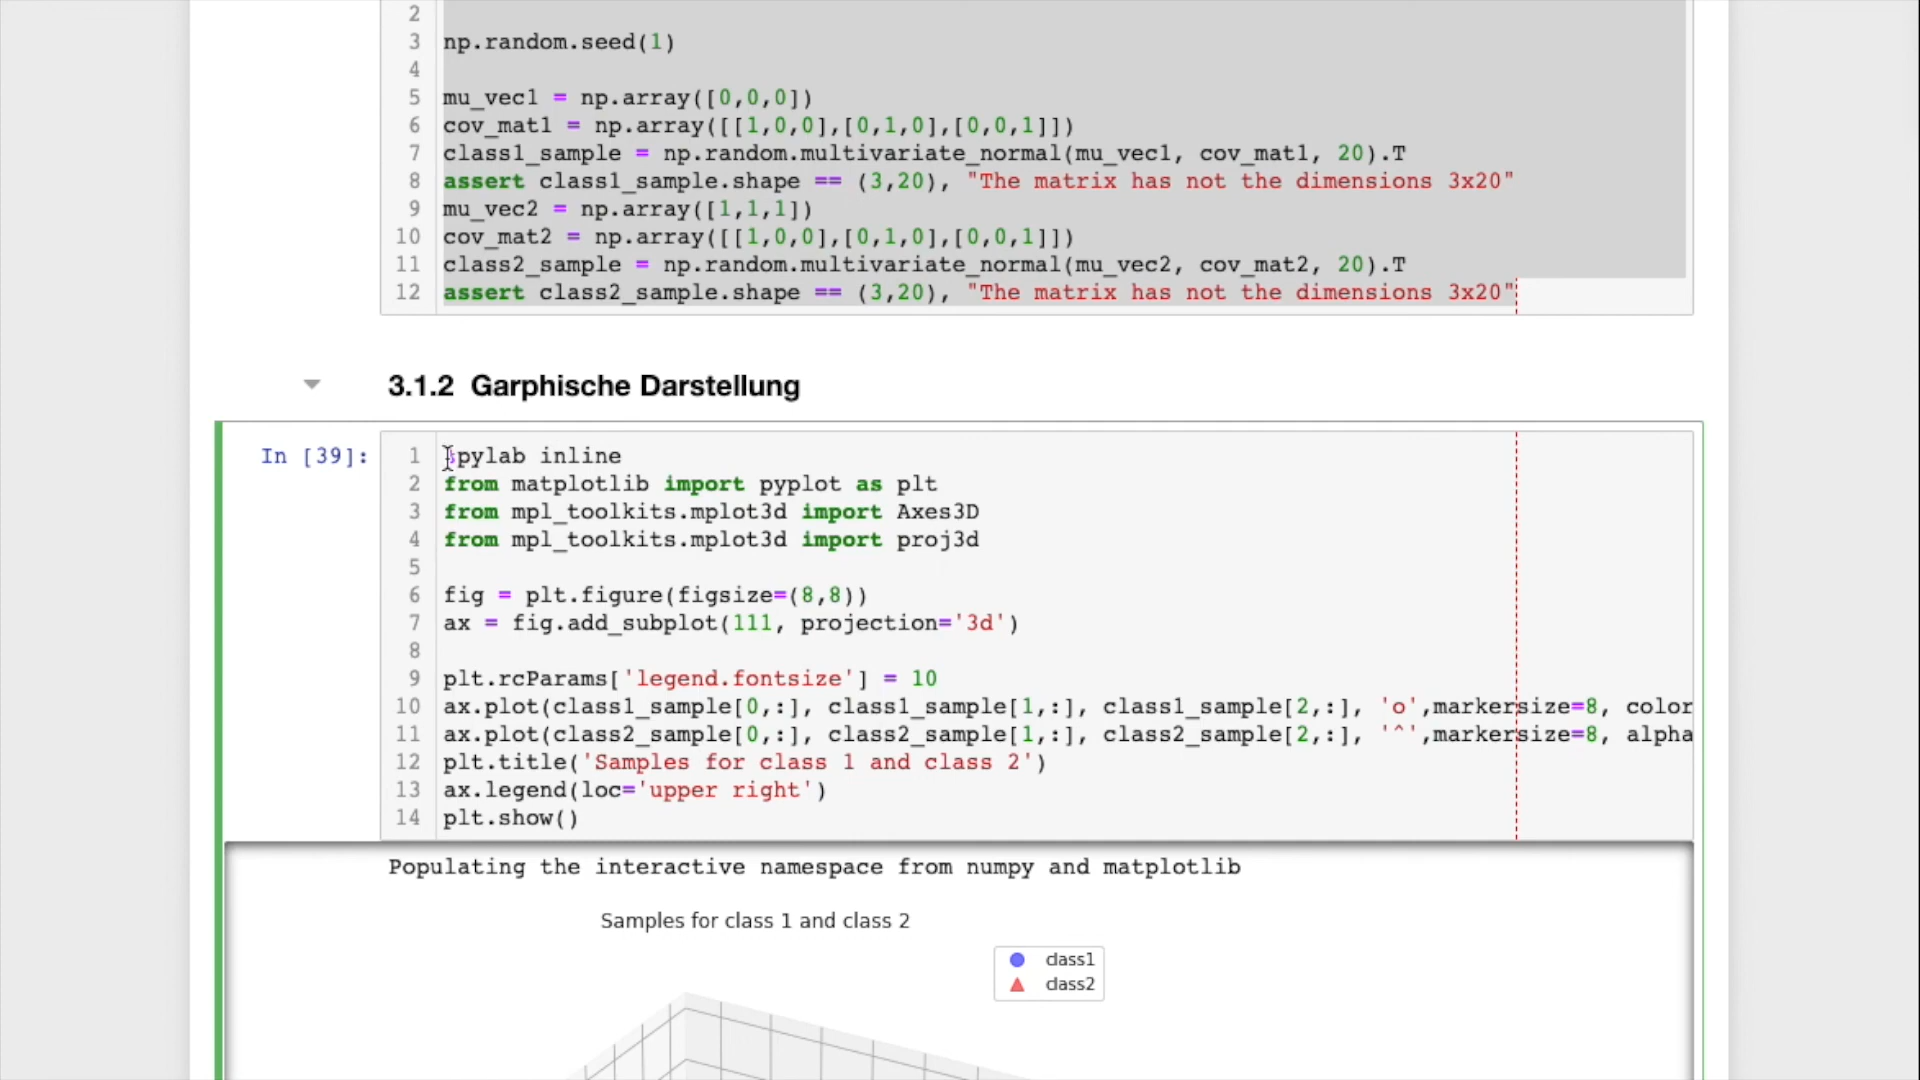 2
3 np.random.seed(1)
4
5 mu_vec1 = np.array([0,0,0])
6 cov_mat1 = np.array([[1,0,0],[0,1,0],[0,0,1]])
7 class1_sample = np.random.multivariate_normal(mu_vec1, cov_mat1, 20).T
8 assert class1_sample.shape == (3,20), "The matrix has not the dimensions 3x20"
9 mu_vec2 = np.array([1,1,1])
10 cov_mat2 = np.array([[1,0,0],[0,1,0],[0,0,1]])
11 class2_sample = np.random.multivariate_normal(mu_vec2, cov_mat2, 20).T
12 assert class2_sample.shape == (3,20), "The matrix has not the dimensions 3x20"
3.1.2 Garphische Darstellung
In [39]: 1 %pylab inline
2 from matplotlib import pyplot as plt
3 from mpl_toolkits.mplot3d import Axes3D
4 from mpl_toolkits.mplot3d import proj3d
5
6 fig = plt.figure(figsize=(8,8))
7 ax = fig.add_subplot(111, projection='3d')
8
9 plt.rcParams['legend.fontsize'] = 10
10 ax.plot(class1_sample[0,:], class1_sample[1,:], class1_sample[2,:], 'o',markersize=8, color
11 ax.plot(class2_sample[0,:], class2_sample[1,:], class2_sample[2,:], '^',markersize=8, alpha
12 plt.title('Samples for class 1 and class 2')
13 ax.legend(loc='upper right')
14 plt.show()
Populating the interactive namespace from numpy and matplotlib
Samples for class 1 and class 2
class1
class2